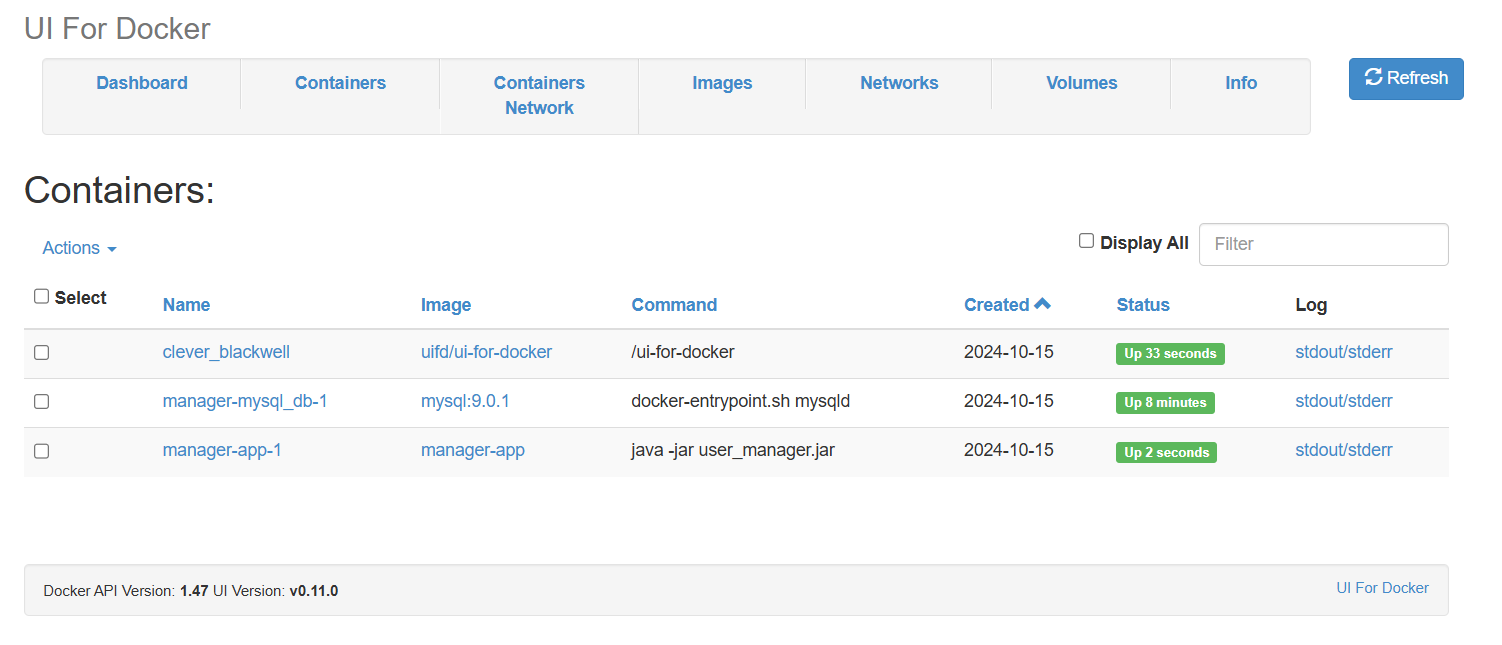 UI For Docker
Dashboard Containers Containers Network Images Networks Volumes Info Refresh
Containers:
Actions Display All Filter
Select Name Image Command Created Status Log
clever_blackwell uifd/ui-for-docker /ui-for-docker 2024-10-15 Up 33 seconds stdout/stderr
manager-mysql_db-1 mysql:9.0.1 docker-entrypoint.sh mysqld 2024-10-15 Up 8 minutes stdout/stderr
manager-app-1 manager-app java -jar user_manager.jar 2024-10-15 Up 2 seconds stdout/stderr
Docker API Version: 1.47 UI Version: v0.11.0 UI For Docker